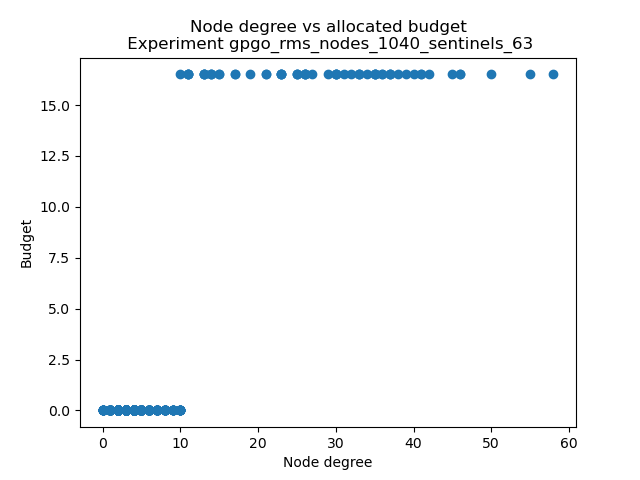 Node degree vs allocated budget
Experiment gpgo_rms_nodes_1040_sentinels_63
15.0
12.5
10.0
7.5
5.0
2.5
0.0
Budget
0 10 20 30 40 50 60
Node degree